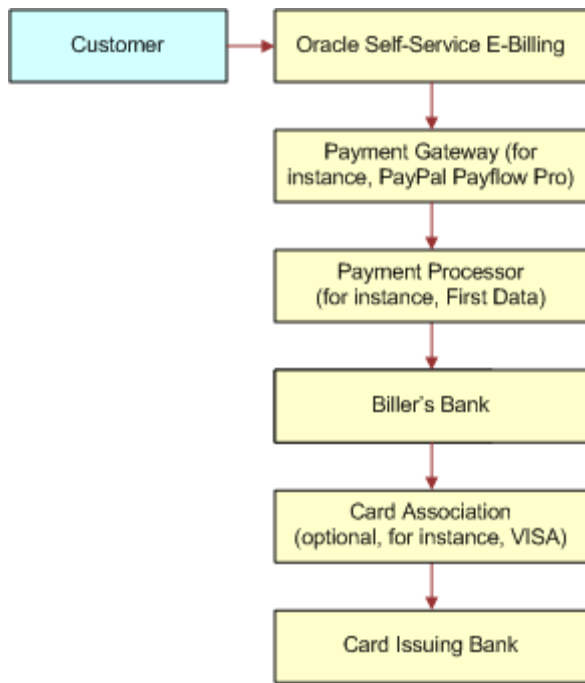 Customer
Oracle Self-Service E-Billing
Payment Gateway (for
instance, PayPal Payflow Pro)
Payment Processor
(for instance, First Data)
Biller's Bank
Card Association
(optional, for instance, VISA)
Card Issuing Bank